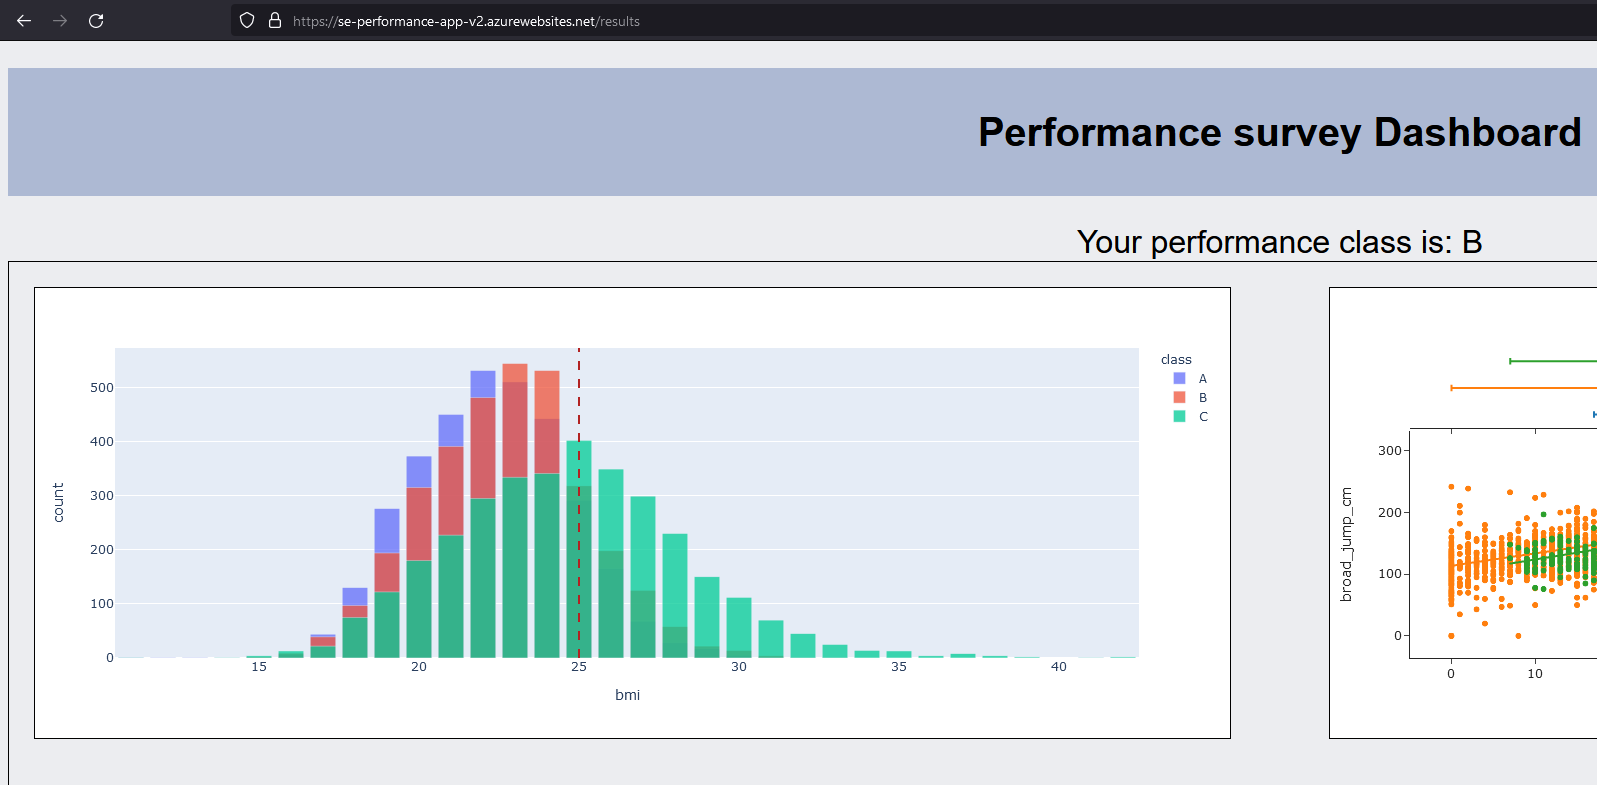 https://se-performance-app-v2.azurewebsites.net/results
Performance survey Dashboard
Your performance class is: B
class
A
B
C
500
400
300
200
100
0
count
15
20
25
30
35
40
bmi
300
200
100
0
broad_jump_cm
0
10